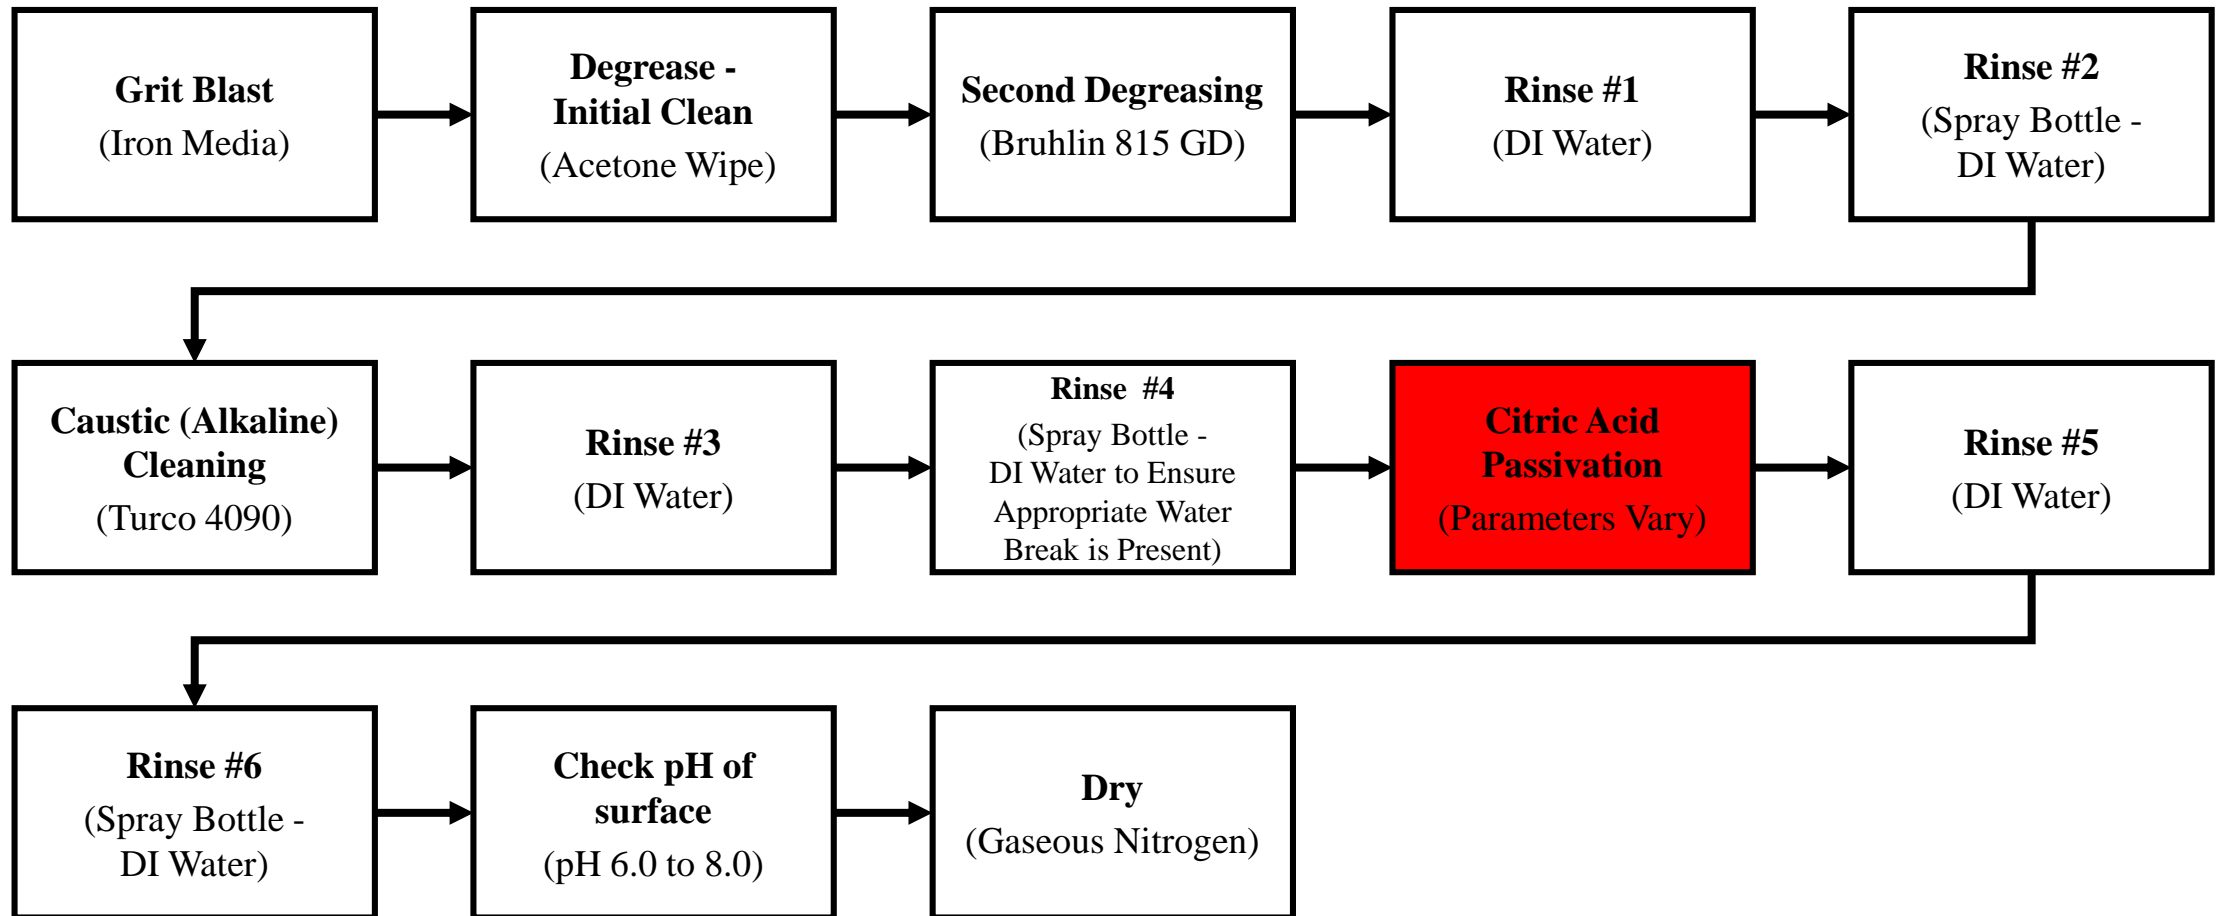 Grit Blast
(Iron Media)
Degrease -
Initial Clean
(Acetone Wipe)
Second Degreasing
(Bruhlin 815 GD)
Rinse #1
(DI Water)
Rinse #2
(Spray Bottle -
DI Water)
Caustic (Alkaline)
Cleaning
(Turco 4090)
Rinse #3
(DI Water)
Rinse #4
(Spray Bottle -
DI Water to Ensure
Appropriate Water
Break is Present)
Citric Acid
Passivation
(Parameters Vary)
Rinse #5
(DI Water)
Rinse #6
(Spray Bottle -
DI Water)
Check pH of
surface
(pH 6.0 to 8.0)
Dry
(Gaseous Nitrogen)